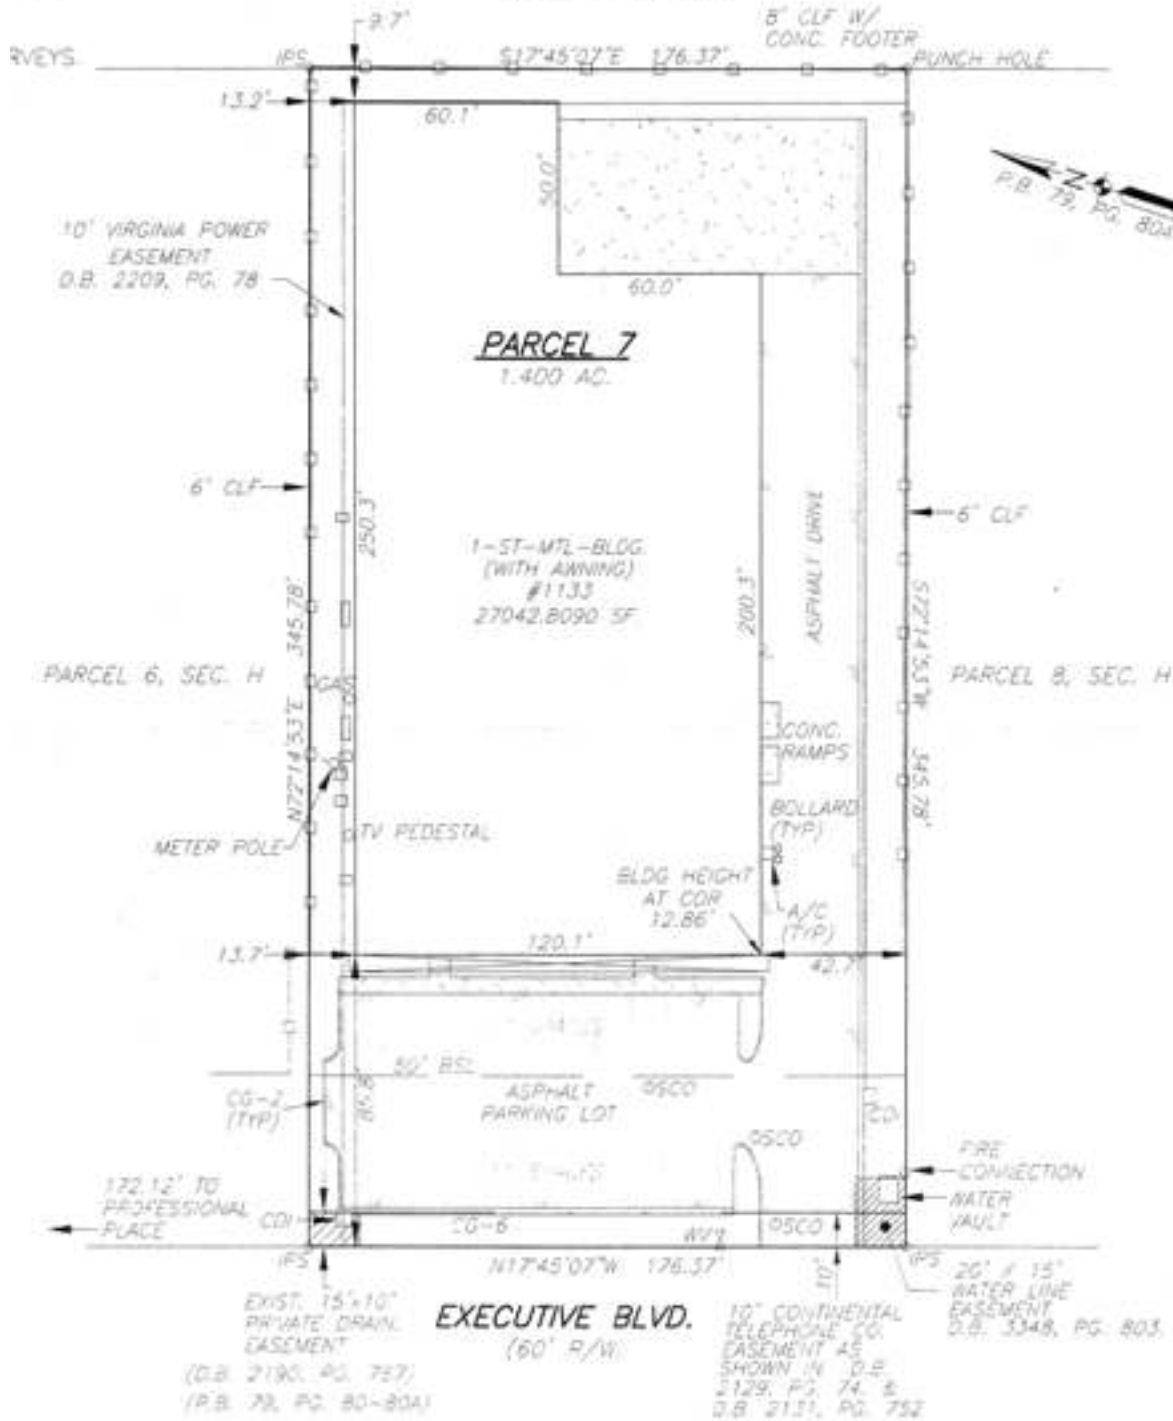 9.7'
8' CLF W/
CONC. FOOTER
RVEYS
IPS
S17°45'07"E 176.37'
PUNCH HOLE
13.2'
60.1'
50.0'
N
P.B. 79, PG. 80A
10' VIRGINIA POWER
EASEMENT
D.B. 2209, PG. 78
60.0'
PARCEL 7
1.400 AC.
6' CLF
250.3'
1-ST-MTL-BLDG.
(WITH AWNING)
#1133
27042.8090 SF
200.3'
ASPHALT DRIVE
6' CLF
N72°14'53"E 345.78'
S72°14'53"W 345.78'
PARCEL 6, SEC. H
GAS
PARCEL 8, SEC. H
CONC.
RAMPS
METER POLE
TV PEDESTAL
BOLLARD
(TYP)
BLDG HEIGHT
AT COR
12.86'
A/C
(TYP)
13.7'
120.1'
42.7'
50' BSL
CG-2
(TYP)
85.8'
ASPHALT
PARKING LOT
OSCO
CO
OSCO
FIRE
CONNECTION
WATER
VAULT
172.12' TO
PROFESSIONAL
PLACE
CDI
CG-6
WV
OSCO
IPS
N17°45'07"W 176.37'
10'
IPS
EXIST. 15'x10'
PRIVATE DRAIN.
EASEMENT
(D.B. 2190, PG. 757)
(P.B. 79, PG. 80-80A)
EXECUTIVE BLVD.
(60' R/W)
10' CONTINENTAL
TELEPHONE CO.
EASEMENT AS
SHOWN IN D.B.
2129, PG. 74 &
D.B. 2131, PG. 752
20' X 15'
WATER LINE
EASEMENT
D.B. 3348, PG. 803